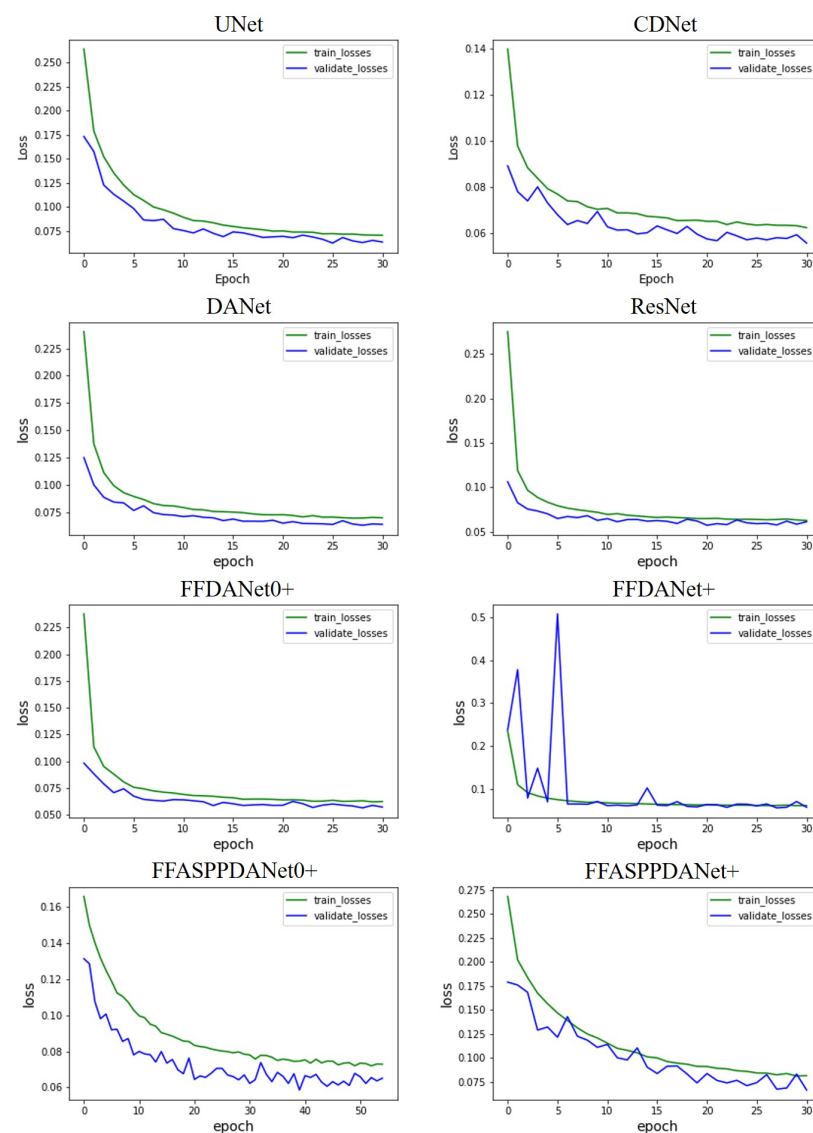 UNet
CDNet
0.250
0.225
0.200
0.175
0.150
0.125
0.100
0.075
Loss
train_losses
validate_losses
0 5 10 15 20 25 30
Epoch
0.14
0.12
0.10
0.08
0.06
Loss
train_losses
validate_losses
0 5 10 15 20 25 30
Epoch
DANet
ResNet
0.225
0.200
0.175
0.150
0.125
0.100
0.075
loss
train_losses
validate_losses
0 5 10 15 20 25 30
epoch
0.25
0.20
0.15
0.10
0.05
loss
train_losses
validate_losses
0 5 10 15 20 25 30
epoch
FFDANet0+
FFDANet+
0.225
0.200
0.175
0.150
0.125
0.100
0.075
0.050
loss
train_losses
validate_losses
0 5 10 15 20 25 30
epoch
0.5
0.4
0.3
0.2
0.1
loss
train_losses
validate_losses
0 5 10 15 20 25 30
epoch
FFASPPDANet0+
FFASPPDANet+
0.16
0.14
0.12
0.10
0.08
0.06
loss
train_losses
validate_losses
0 10 20 30 40 50
epoch
0.275
0.250
0.225
0.200
0.175
0.150
0.125
0.100
0.075
loss
train_losses
validate_losses
0 5 10 15 20 25 30
epoch